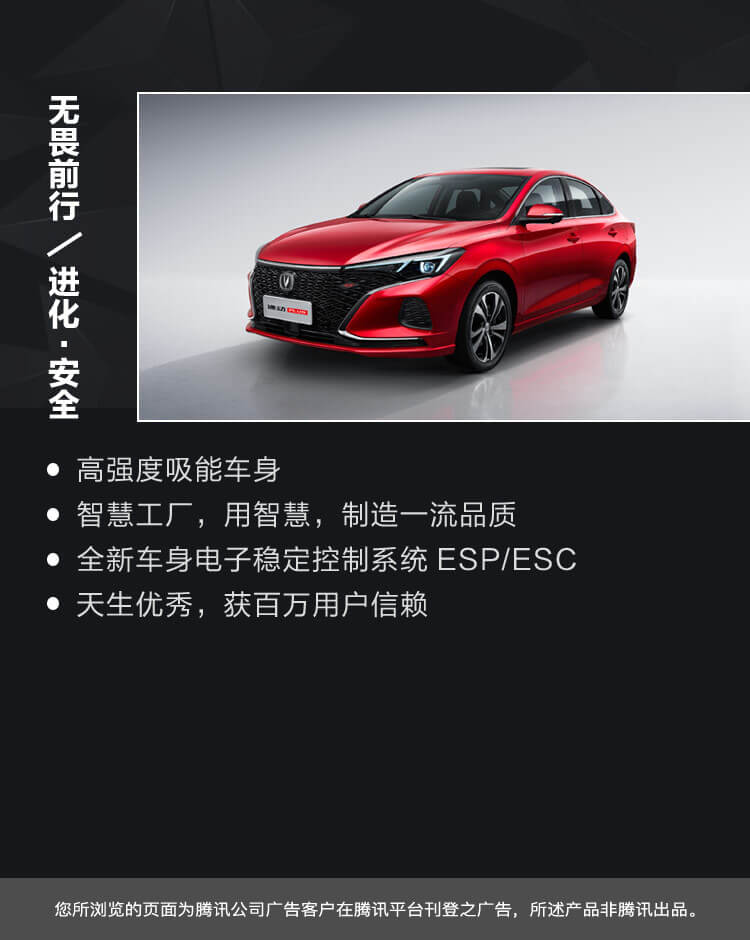 无畏前行／进化·安全
逸动 PLUS
● 高强度吸能车身
● 智慧工厂，用智慧，制造一流品质
● 全新车身电子稳定控制系统 ESP/ESC
● 天生优秀，获百万用户信赖
您所浏览的页面为腾讯公司广告客户在腾讯平台刊登之广告，所述产品非腾讯出品。